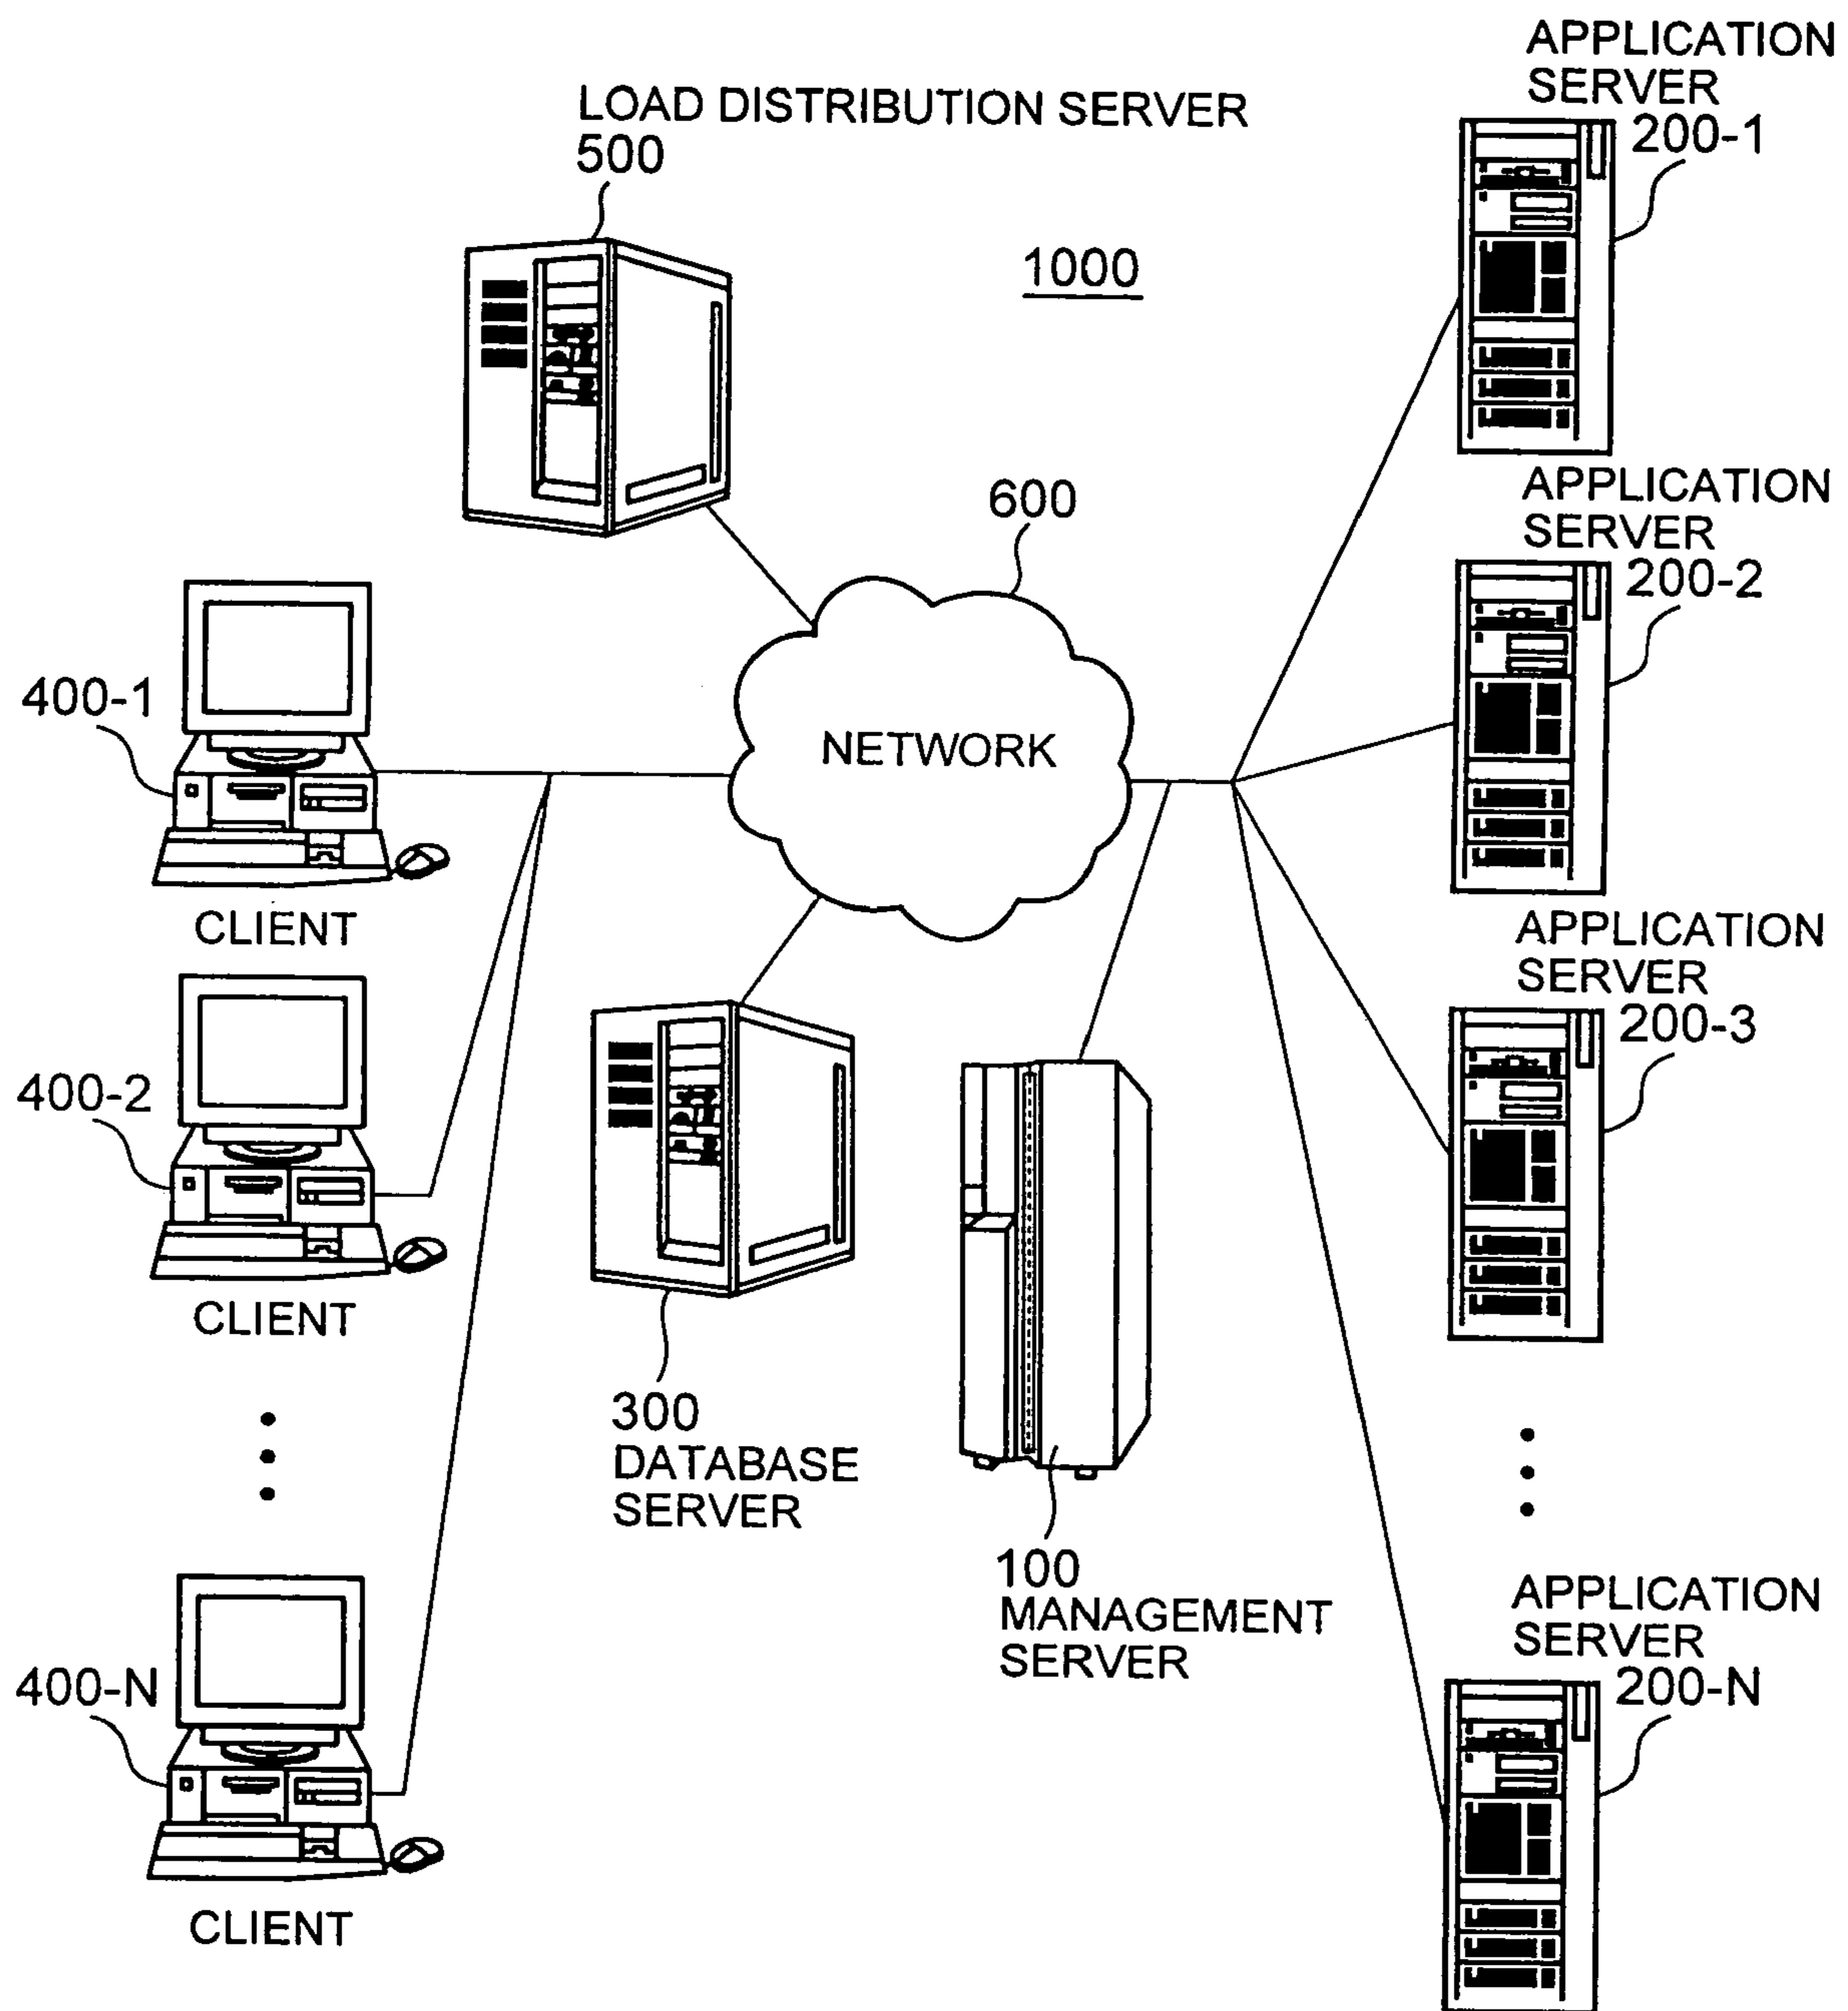 APPLICATION
SERVER
200-1
LOAD DISTRIBUTION SERVER
500
1000
APPLICATION
SERVER
200-2
600
400-1
NETWORK
CLIENT
APPLICATION
SERVER
200-3
400-2
CLIENT
300
DATABASE
SERVER
100
MANAGEMENT
SERVER
APPLICATION
SERVER
200-N
400-N
CLIENT